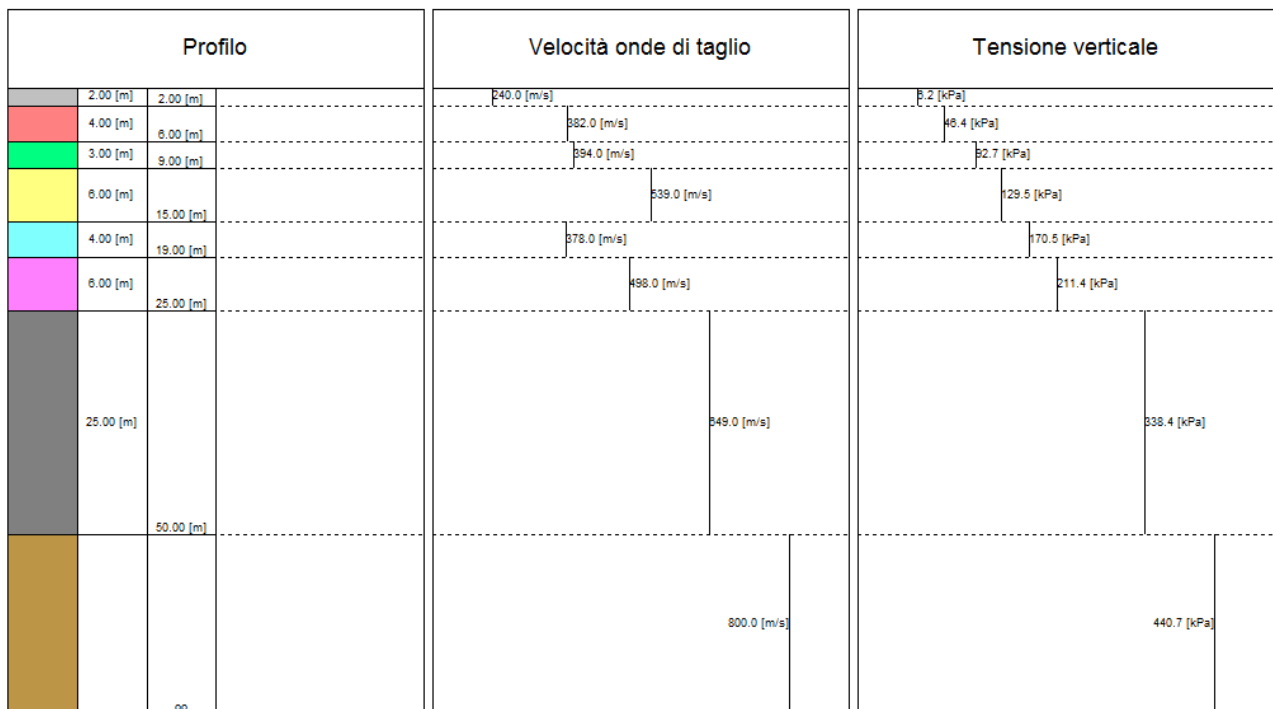 Profilo Velocità onde di taglio Tensione verticale
2.00 [m] 2.00 [m] 240.0 [m/s] [kPa]
4.00 [m] 6.00 [m] 382.0 [m/s] 46.4 [kPa]
3.00 [m] 9.00 [m] 394.0 [m/s] 92.7 [kPa]
6.00 [m] 15.00 [m] 539.0 [m/s] 129.5 [kPa]
4.00 [m] 19.00 [m] 378.0 [m/s] 170.5 [kPa]
6.00 [m] 25.00 [m] 498.0 [m/s] 211.4 [kPa]
25.00 [m] 50.00 [m] 649.0 [m/s] 338.4 [kPa]
800.0 [m/s] 440.7 [kPa]